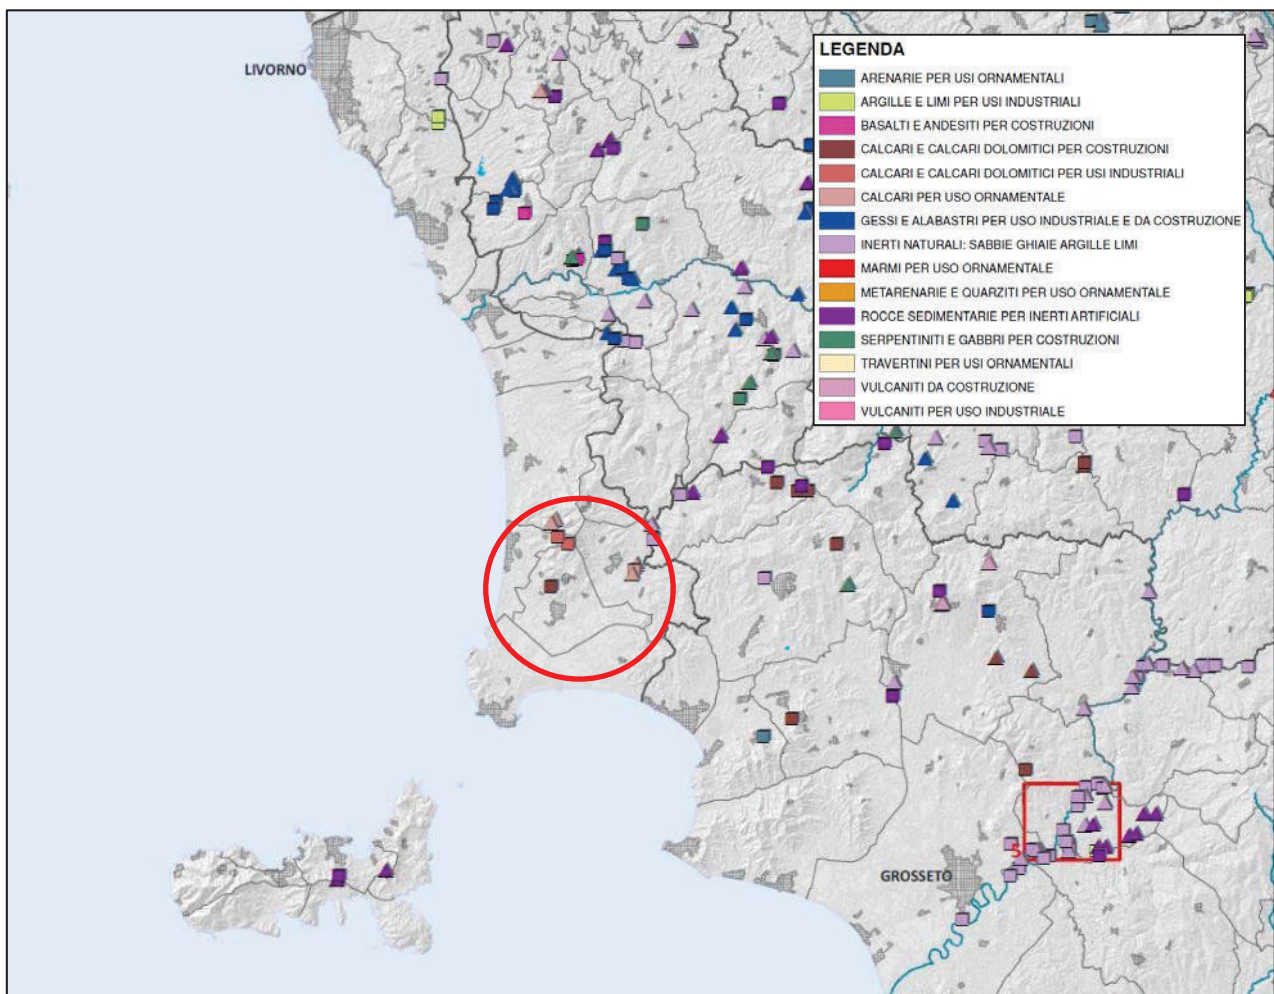 LIVORNO
LEGENDA
ARENARIE PER USI ORNAMENTALI
ARGILLE E LIMI PER USI INDUSTRIALI
BASALTI E ANDESITI PER COSTRUZIONI
CALCARI E CALCARI DOLOMITICI PER COSTRUZIONI
CALCARI E CALCARI DOLOMITICI PER USI INDUSTRIALI
CALCARI PER USO ORNAMENTALE
GESSI E ALABASTRI PER USO INDUSTRIALE E DA COSTRUZIONE
INERTI NATURALI: SABBIE GHIAIE ARGILLE LIMI
MARMI PER USO ORNAMENTALE
METARENARIE E QUARZITI PER USO ORNAMENTALE
ROCCE SEDIMENTARIE PER INERTI ARTIFICIALI
SERPENTINITI E GABBRI PER COSTRUZIONI
TRAVERTINI PER USI ORNAMENTALI
VULCANITI DA COSTRUZIONE
VULCANITI PER USO INDUSTRIALE
5
GROSSETO